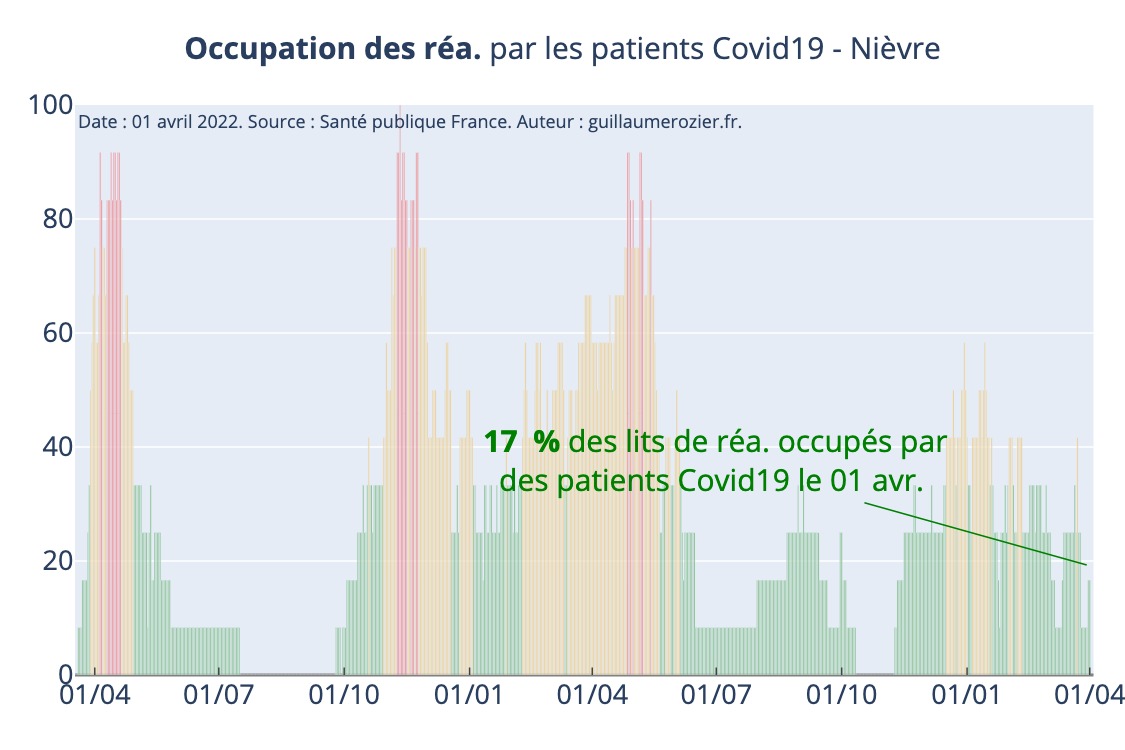 Occupation des réa. par les patients Covid19 - Nièvre
100
Date : 01 avril 2022. Source : Santé publique France. Auteur : guillaumerozier.fr.
80
60
40
17 % des lits de réa. occupés par
des patients Covid19 le 01 avr.
20
0
01/04 01/07 01/10 01/01 01/04 01/07 01/10 01/01 01/04